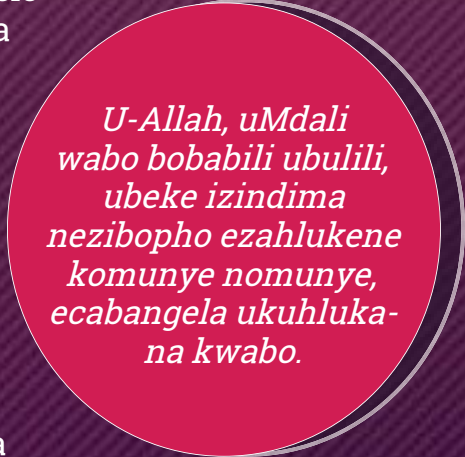 a
U-Allah, uMdali
wabo bobabili ubulili,
ubeke izindima
nezibopho ezahlukene
komunye nomunye,
ecabangela ukuhluka-
na kwabo.
a